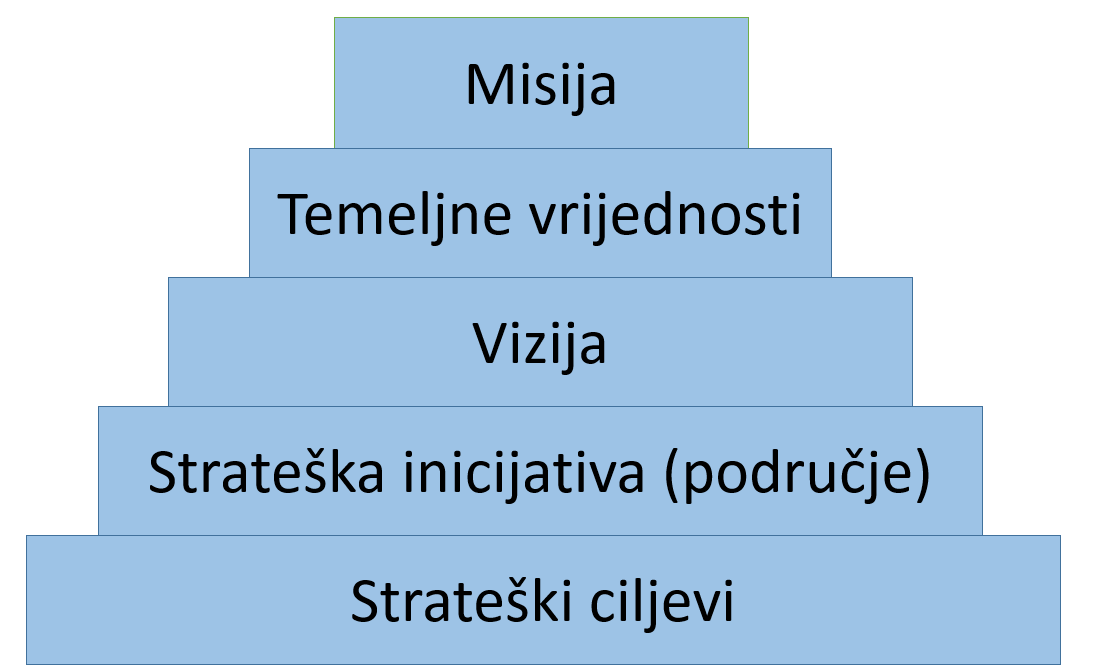 Misija
Temeljne vrijednosti
Vizija
Strateška inicijativa (područje)
Strateški ciljevi